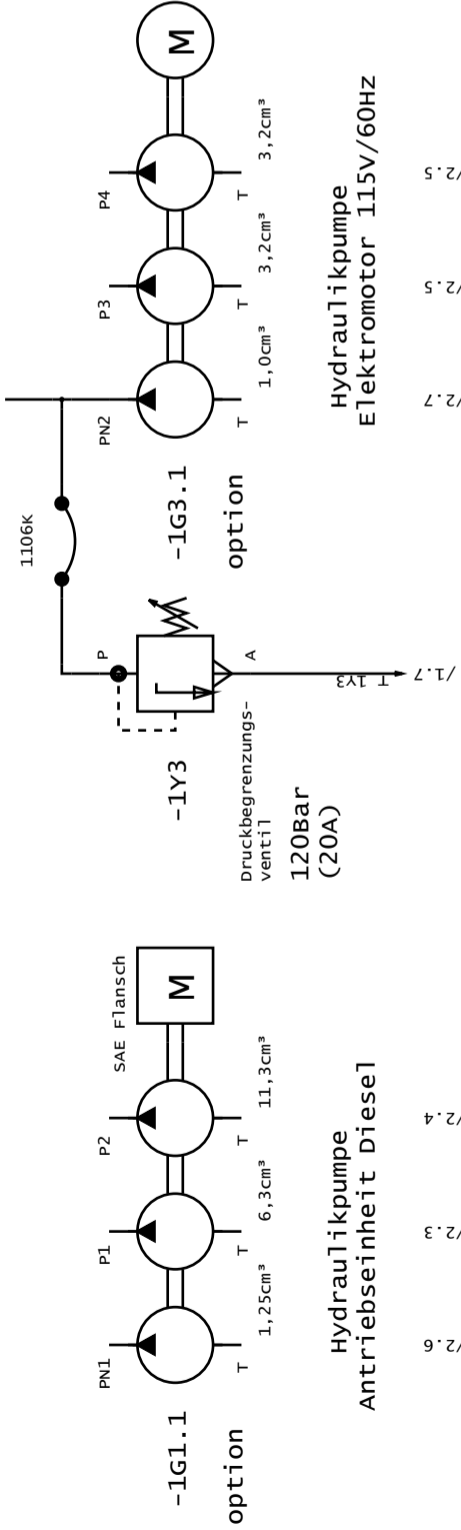 -1G1.1
option
PN1
T
1,25cm³
P1
T
6,3cm³
P2
T
11,3cm³
SAE Flansch
M
Hydraulikpumpe
Antriebseinheit Diesel
/2.6
/2.3
/2.4
-1Y3
Druckbegrenzungs-
ventil
120Bar
(20A)
P
A
T 1Y3
/1.7
1106K
-1G3.1
option
PN2
T
1,0cm³
P3
T
3,2cm³
P4
T
3,2cm³
M
Hydraulikpumpe
Elektromotor 115V/60Hz
/2.7
/2.5
/2.5